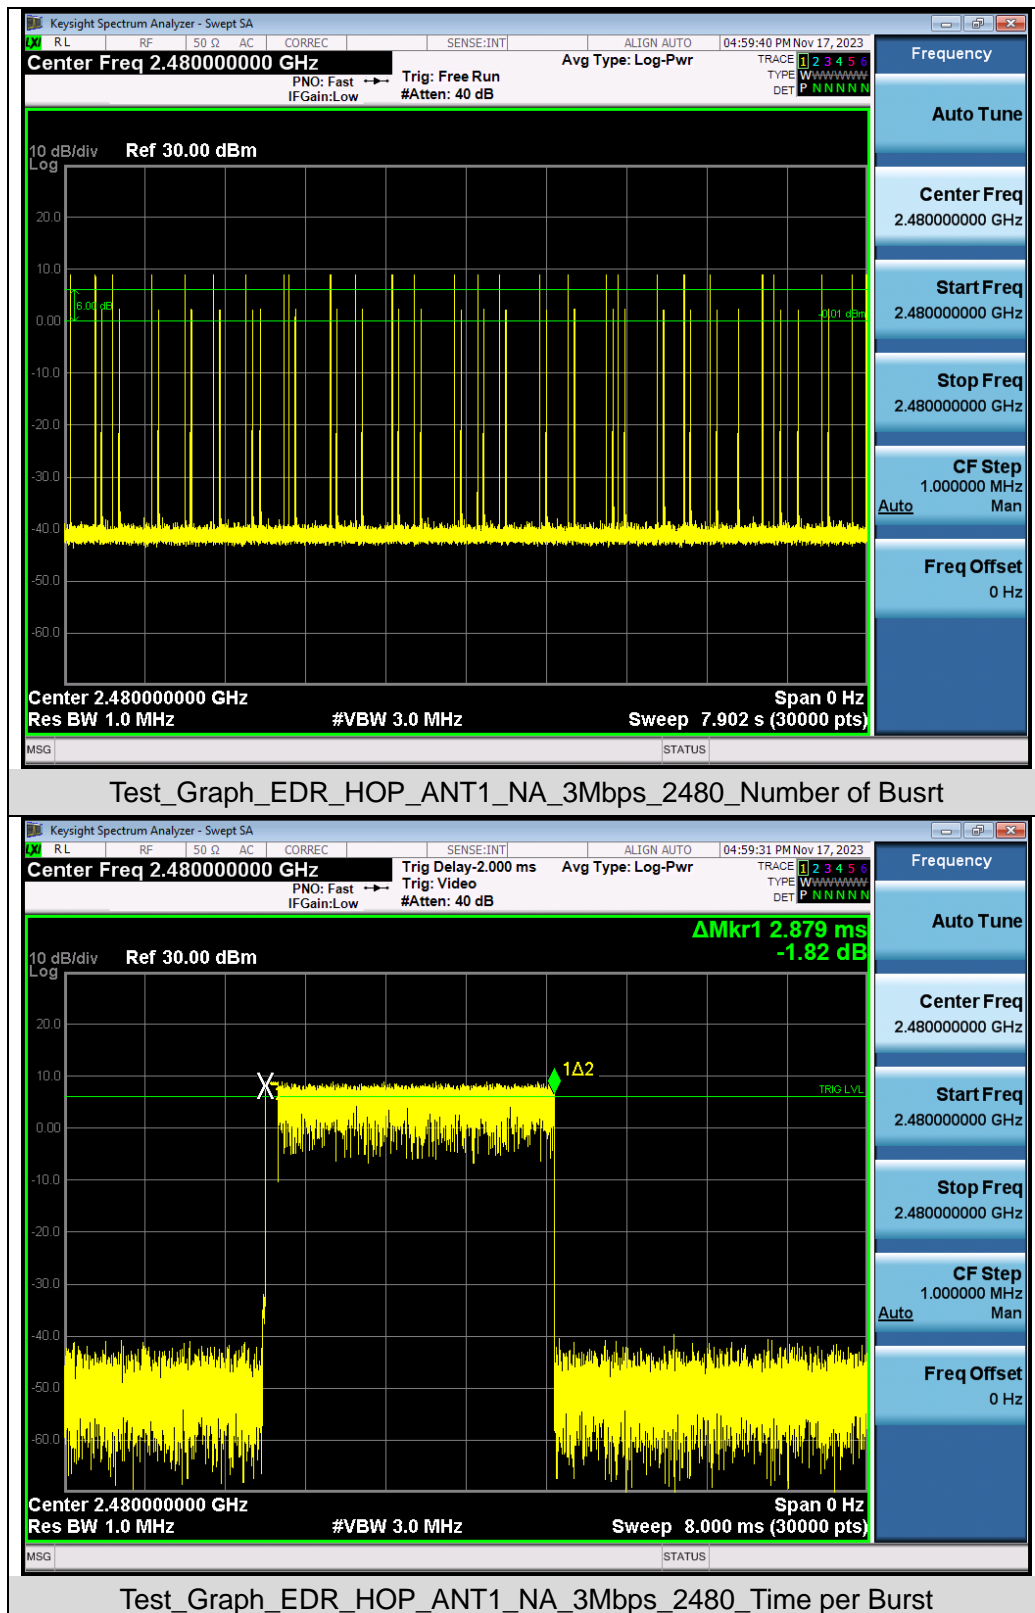 Keysight Spectrum Analyzer - Swept SA
LXI RL RF 50 Ω AC CORREC SENSE:INT ALIGN AUTO 04:59:40 PM Nov 17, 2023
Center Freq 2.480000000 GHz
PNO: Fast
IFGain:Low
Trig: Free Run
#Atten: 40 dB
Avg Type: Log-Pwr
TRACE 1 2 3 4 5 6
TYPE WWWWWW
DET P N N N N N
10 dB/div Ref 30.00 dBm
Log
20.0
10.0
6.00 dB
0.00
-0.01 dBm
-10.0
-20.0
-30.0
-40.0
-50.0
-60.0
Center 2.480000000 GHz Span 0 Hz
Res BW 1.0 MHz #VBW 3.0 MHz Sweep 7.902 s (30000 pts)
MSG STATUS
Frequency
Auto Tune
Center Freq
2.480000000 GHz
Start Freq
2.480000000 GHz
Stop Freq
2.480000000 GHz
CF Step
1.000000 MHz
Auto Man
Freq Offset
0 Hz
Test_Graph_EDR_HOP_ANT1_NA_3Mbps_2480_Number of Busrt
Keysight Spectrum Analyzer - Swept SA
LXI RL RF 50 Ω AC CORREC SENSE:INT ALIGN AUTO 04:59:31 PM Nov 17, 2023
Center Freq 2.480000000 GHz
PNO: Fast
IFGain:Low
Trig Delay-2.000 ms
Trig: Video
#Atten: 40 dB
Avg Type: Log-Pwr
TRACE 1 2 3 4 5 6
TYPE WWWWWW
DET P N N N N N
ΔMkr1 2.879 ms
-1.82 dB
10 dB/div Ref 30.00 dBm
Log
20.0
10.0
1Δ2
TRIG LVL
0.00
-10.0
-20.0
-30.0
-40.0
-50.0
-60.0
Center 2.480000000 GHz Span 0 Hz
Res BW 1.0 MHz #VBW 3.0 MHz Sweep 8.000 ms (30000 pts)
MSG STATUS
Frequency
Auto Tune
Center Freq
2.480000000 GHz
Start Freq
2.480000000 GHz
Stop Freq
2.480000000 GHz
CF Step
1.000000 MHz
Auto Man
Freq Offset
0 Hz
Test_Graph_EDR_HOP_ANT1_NA_3Mbps_2480_Time per Burst